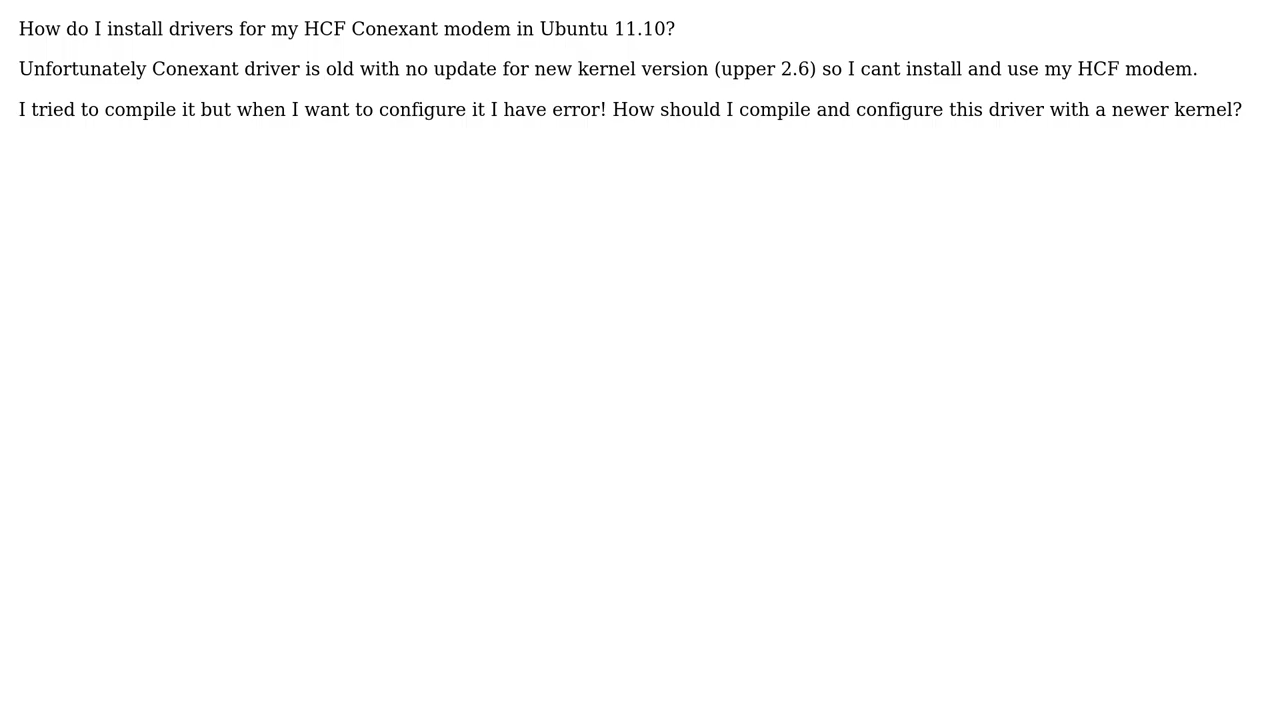 How do I install drivers for my HCF Conexant modem in Ubuntu 11.10?
Unfortunately Conexant driver is old with no update for new kernel version (upper 2.6) so I cant install and use my HCF modem.
I tried to compile it but when I want to configure it I have error! How should I compile and configure this driver with a newer kernel?